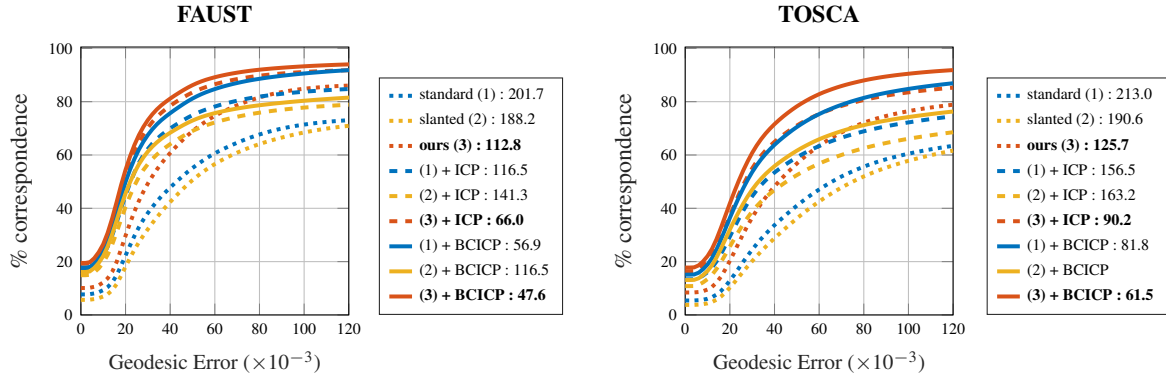 FAUST
100
80
60
40
20
0
0 20 40 60 80 100 120
% correspondence
Geodesic Error (×10⁻³)
standard (1) : 201.7
slanted (2) : 188.2
ours (3) : 112.8
(1) + ICP : 116.5
(2) + ICP : 141.3
(3) + ICP : 66.0
(1) + BCICP : 56.9
(2) + BCICP : 116.5
(3) + BCICP : 47.6
TOSCA
100
80
60
40
20
0
0 20 40 60 80 100 120
% correspondence
Geodesic Error (×10⁻³)
standard (1) : 213.0
slanted (2) : 190.6
ours (3) : 125.7
(1) + ICP : 156.5
(2) + ICP : 163.2
(3) + ICP : 90.2
(1) + BCICP : 81.8
(2) + BCICP
(3) + BCICP : 61.5